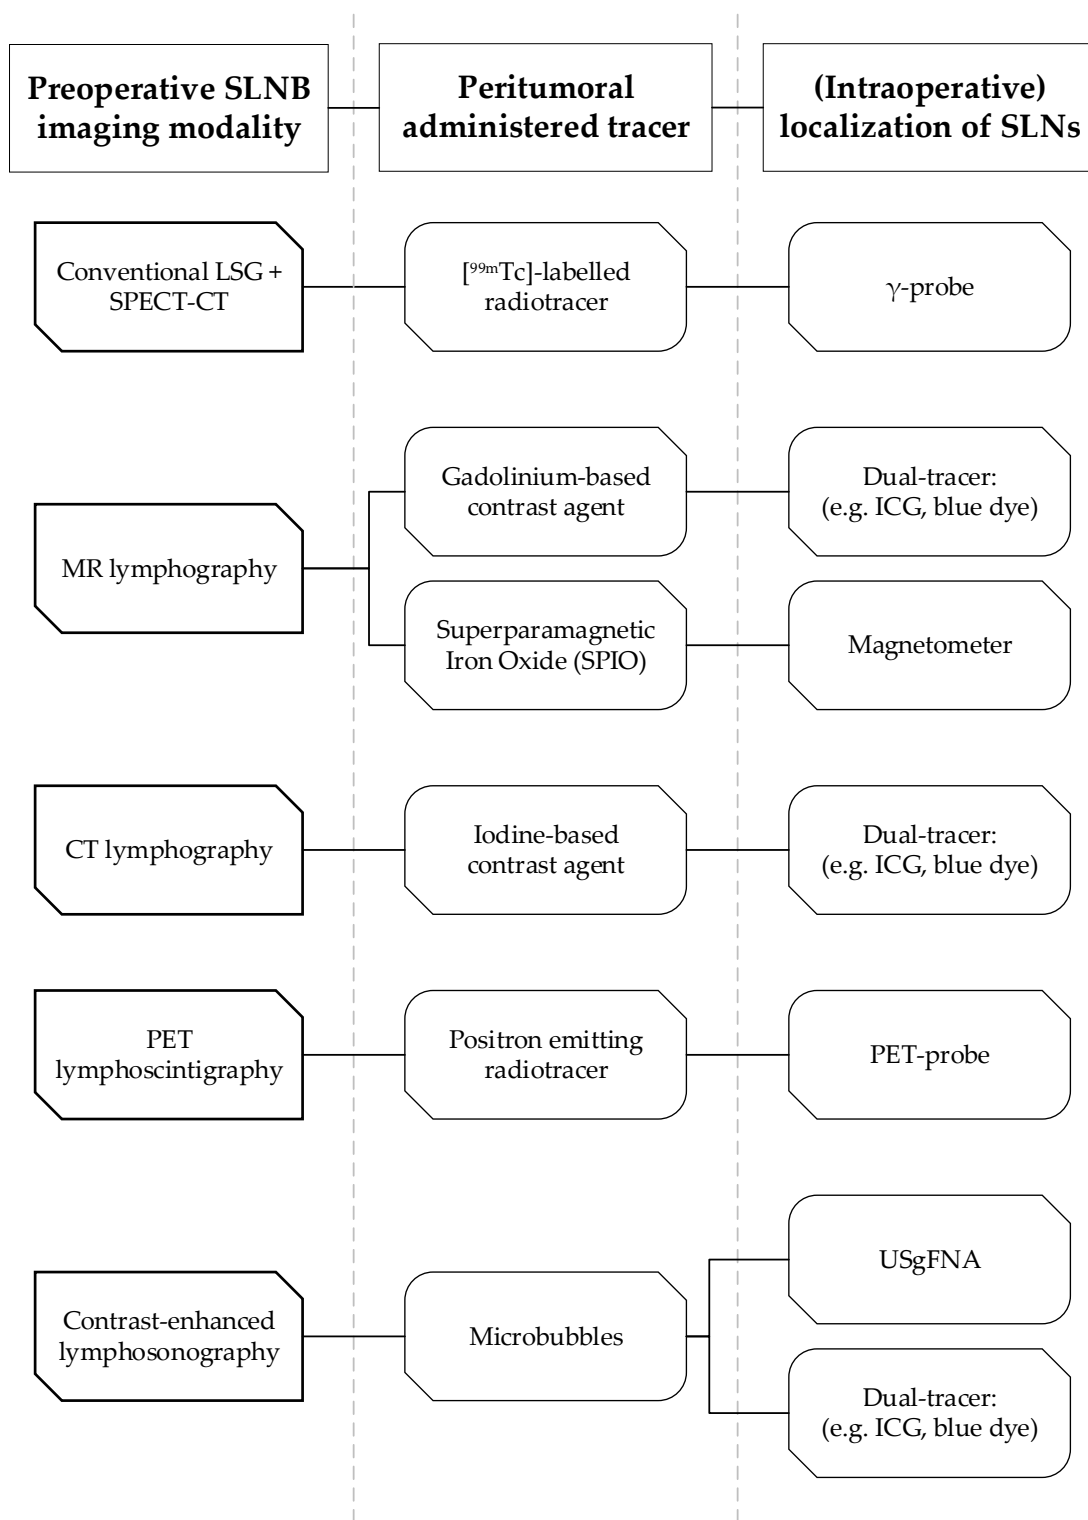 Preoperative SLNB
imaging modality
Peritumoral
administered tracer
(Intraoperative)
localization of SLNs
Conventional LSG +
SPECT-CT
[⁹⁹ᵐTc]-labelled
radiotracer
γ-probe
MR lymphography
Gadolinium-based
contrast agent
Dual-tracer:
(e.g. ICG, blue dye)
Superparamagnetic
Iron Oxide (SPIO)
Magnetometer
CT lymphography
Iodine-based
contrast agent
Dual-tracer:
(e.g. ICG, blue dye)
PET
lymphoscintigraphy
Positron emitting
radiotracer
PET-probe
Contrast-enhanced
lymphosonography
Microbubbles
USgFNA
Dual-tracer:
(e.g. ICG, blue dye)